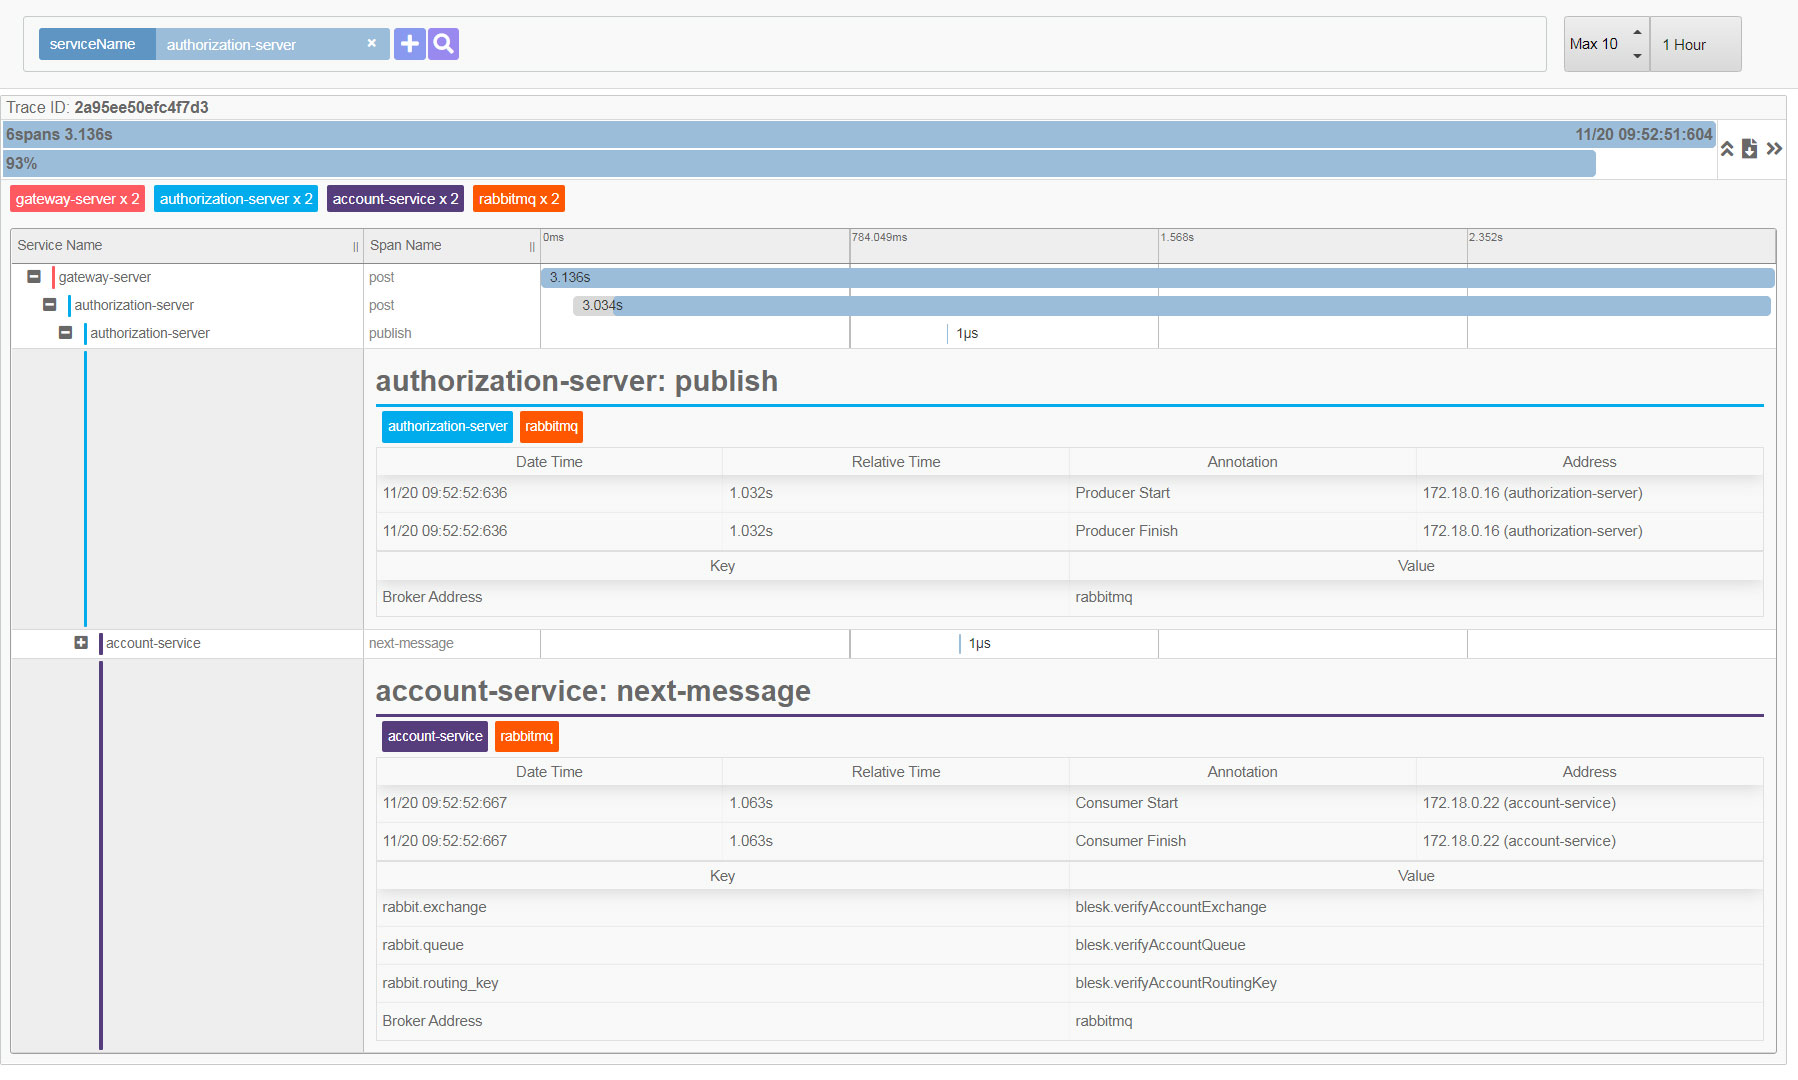 serviceName authorization-server × Max 10 1 Hour
Trace ID: 2a95ee50efc4f7d3
6spans 3.136s 11/20 09:52:51:604
93%
gateway-server x 2 authorization-server x 2 account-service x 2 rabbitmq x 2
Service Name Span Name 0ms 784.049ms 1.568s 2.352s
gateway-server post 3.136s
authorization-server post 3.034s
authorization-server publish 1μs
authorization-server: publish
authorization-server rabbitmq
Date Time Relative Time Annotation Address
11/20 09:52:52:636 1.032s Producer Start 172.18.0.16 (authorization-server)
11/20 09:52:52:636 1.032s Producer Finish 172.18.0.16 (authorization-server)
Key Value
Broker Address rabbitmq
account-service next-message 1μs
account-service: next-message
account-service rabbitmq
Date Time Relative Time Annotation Address
11/20 09:52:52:667 1.063s Consumer Start 172.18.0.22 (account-service)
11/20 09:52:52:667 1.063s Consumer Finish 172.18.0.22 (account-service)
Key Value
rabbit.exchange blesk.verifyAccountExchange
rabbit.queue blesk.verifyAccountQueue
rabbit.routing_key blesk.verifyAccountRoutingKey
Broker Address rabbitmq